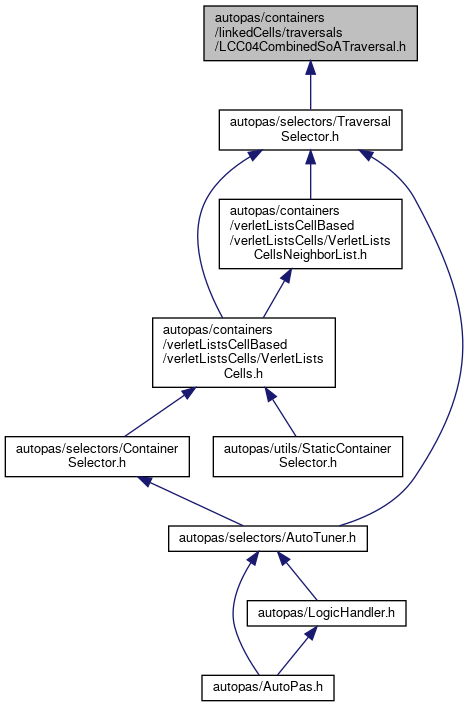 autopas/containers
/linkedCells/traversals
/LCC04CombinedSoATraversal.h
autopas/selectors/Traversal
Selector.h
autopas/containers
/verletListsCellBased
/verletListsCells/VerletLists
CellsNeighborList.h
autopas/containers
/verletListsCellBased
/verletListsCells/VerletLists
Cells.h
autopas/selectors/Container
Selector.h
autopas/utils/StaticContainer
Selector.h
autopas/selectors/AutoTuner.h
autopas/LogicHandler.h
autopas/AutoPas.h